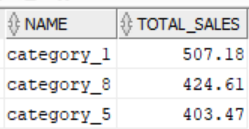 NAME TOTAL_SALES
category_1 507.18
category_8 424.61
category_5 403.47